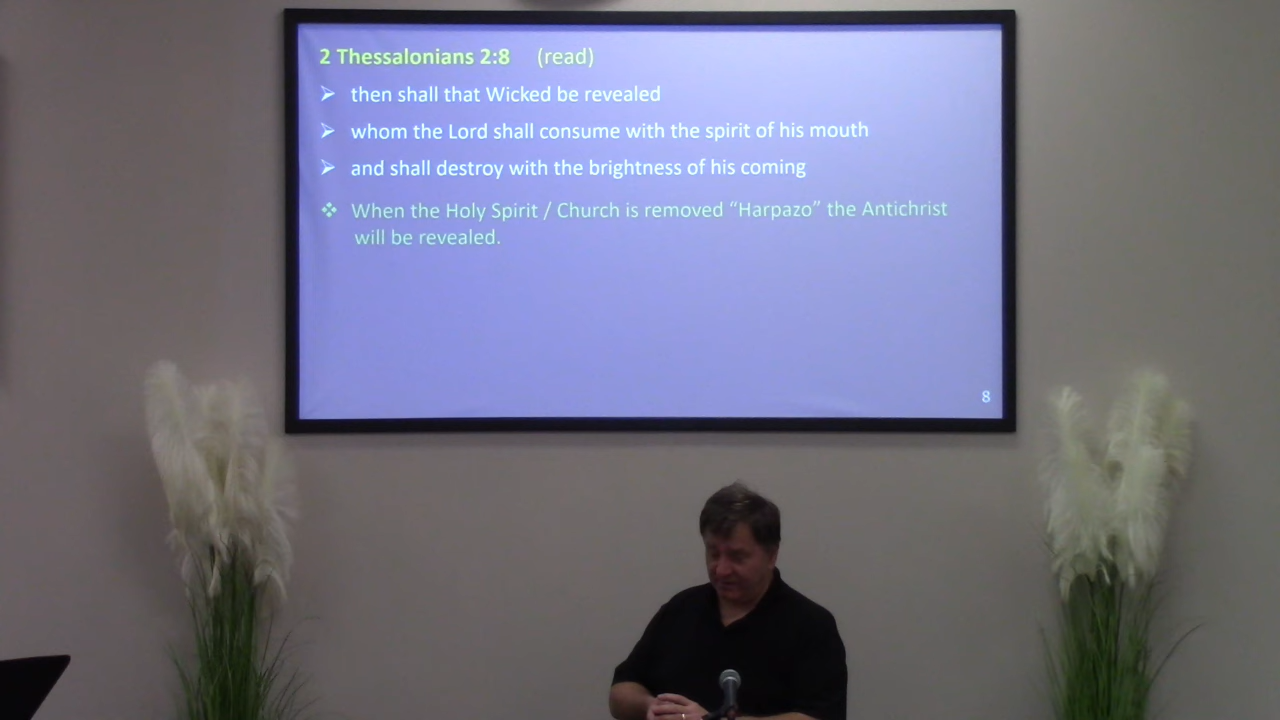 2 Thessalonians 2:8 (read)
➢ then shall that Wicked be revealed
➢ whom the Lord shall consume with the spirit of his mouth
➢ and shall destroy with the brightness of his coming
❖ When the Holy Spirit / Church is removed “Harpazo” the Antichrist
will be revealed.
8